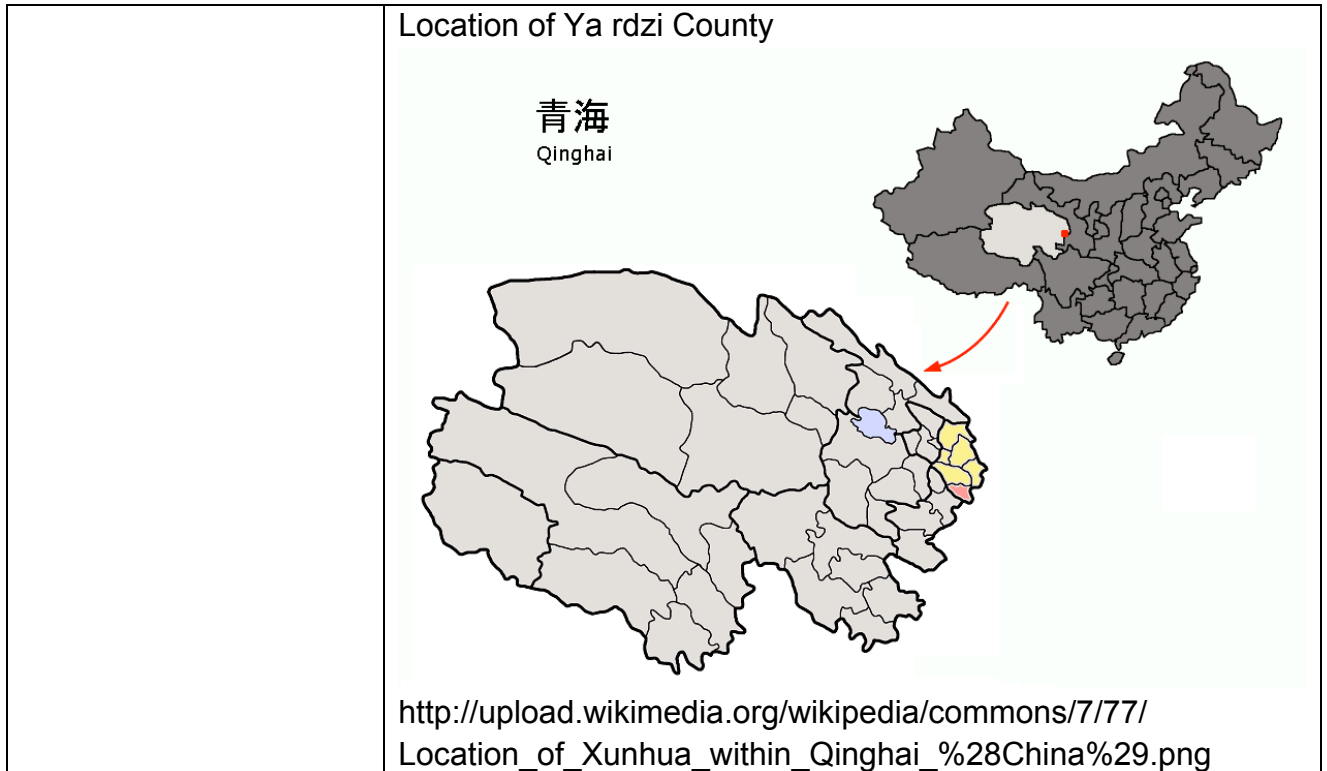 Location of Ya rdzi County
青海
Qinghai
http://upload.wikimedia.org/wikipedia/commons/7/77/
Location_of_Xunhua_within_Qinghai_%28China%29.png